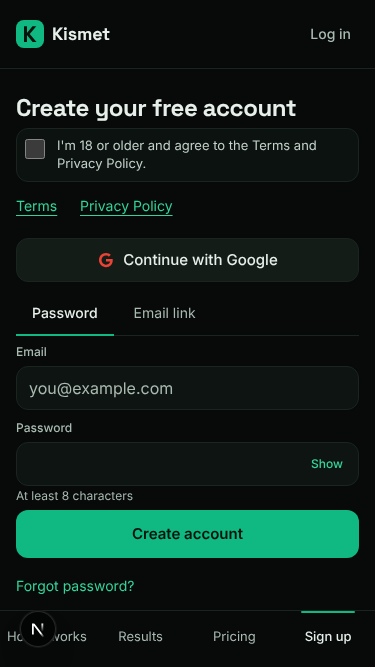 K Kismet
Log in
Create your free account
I'm 18 or older and agree to the Terms and
Privacy Policy.
Terms
Privacy Policy
G Continue with Google
Password
Email link
Email
you@example.com
Password
Show
At least 8 characters
Create account
Forgot password?
N
works
Results
Pricing
Sign up